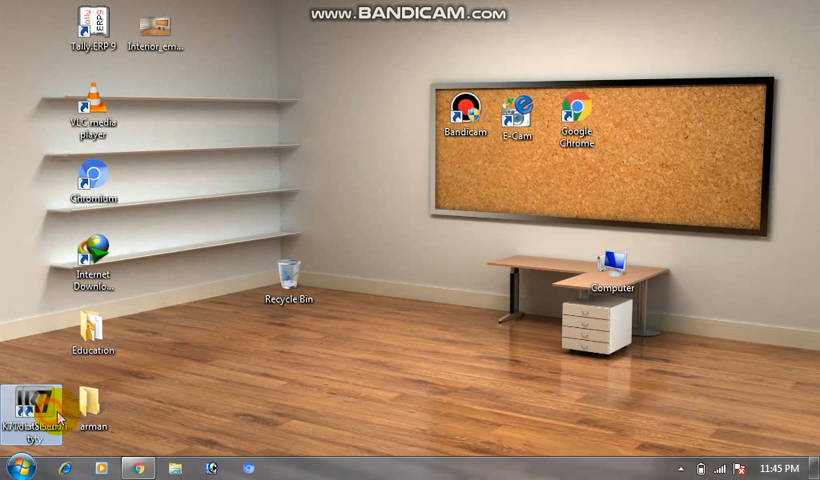 www.BANDICAM.com
Tally.ERP 9
Interior_em...
VLC media
player
Bandicam
E-Cam
Google
Chrome
Chromium
Internet
Downlo...
Recycle Bin
Computer
Education
arman
11:45 PM